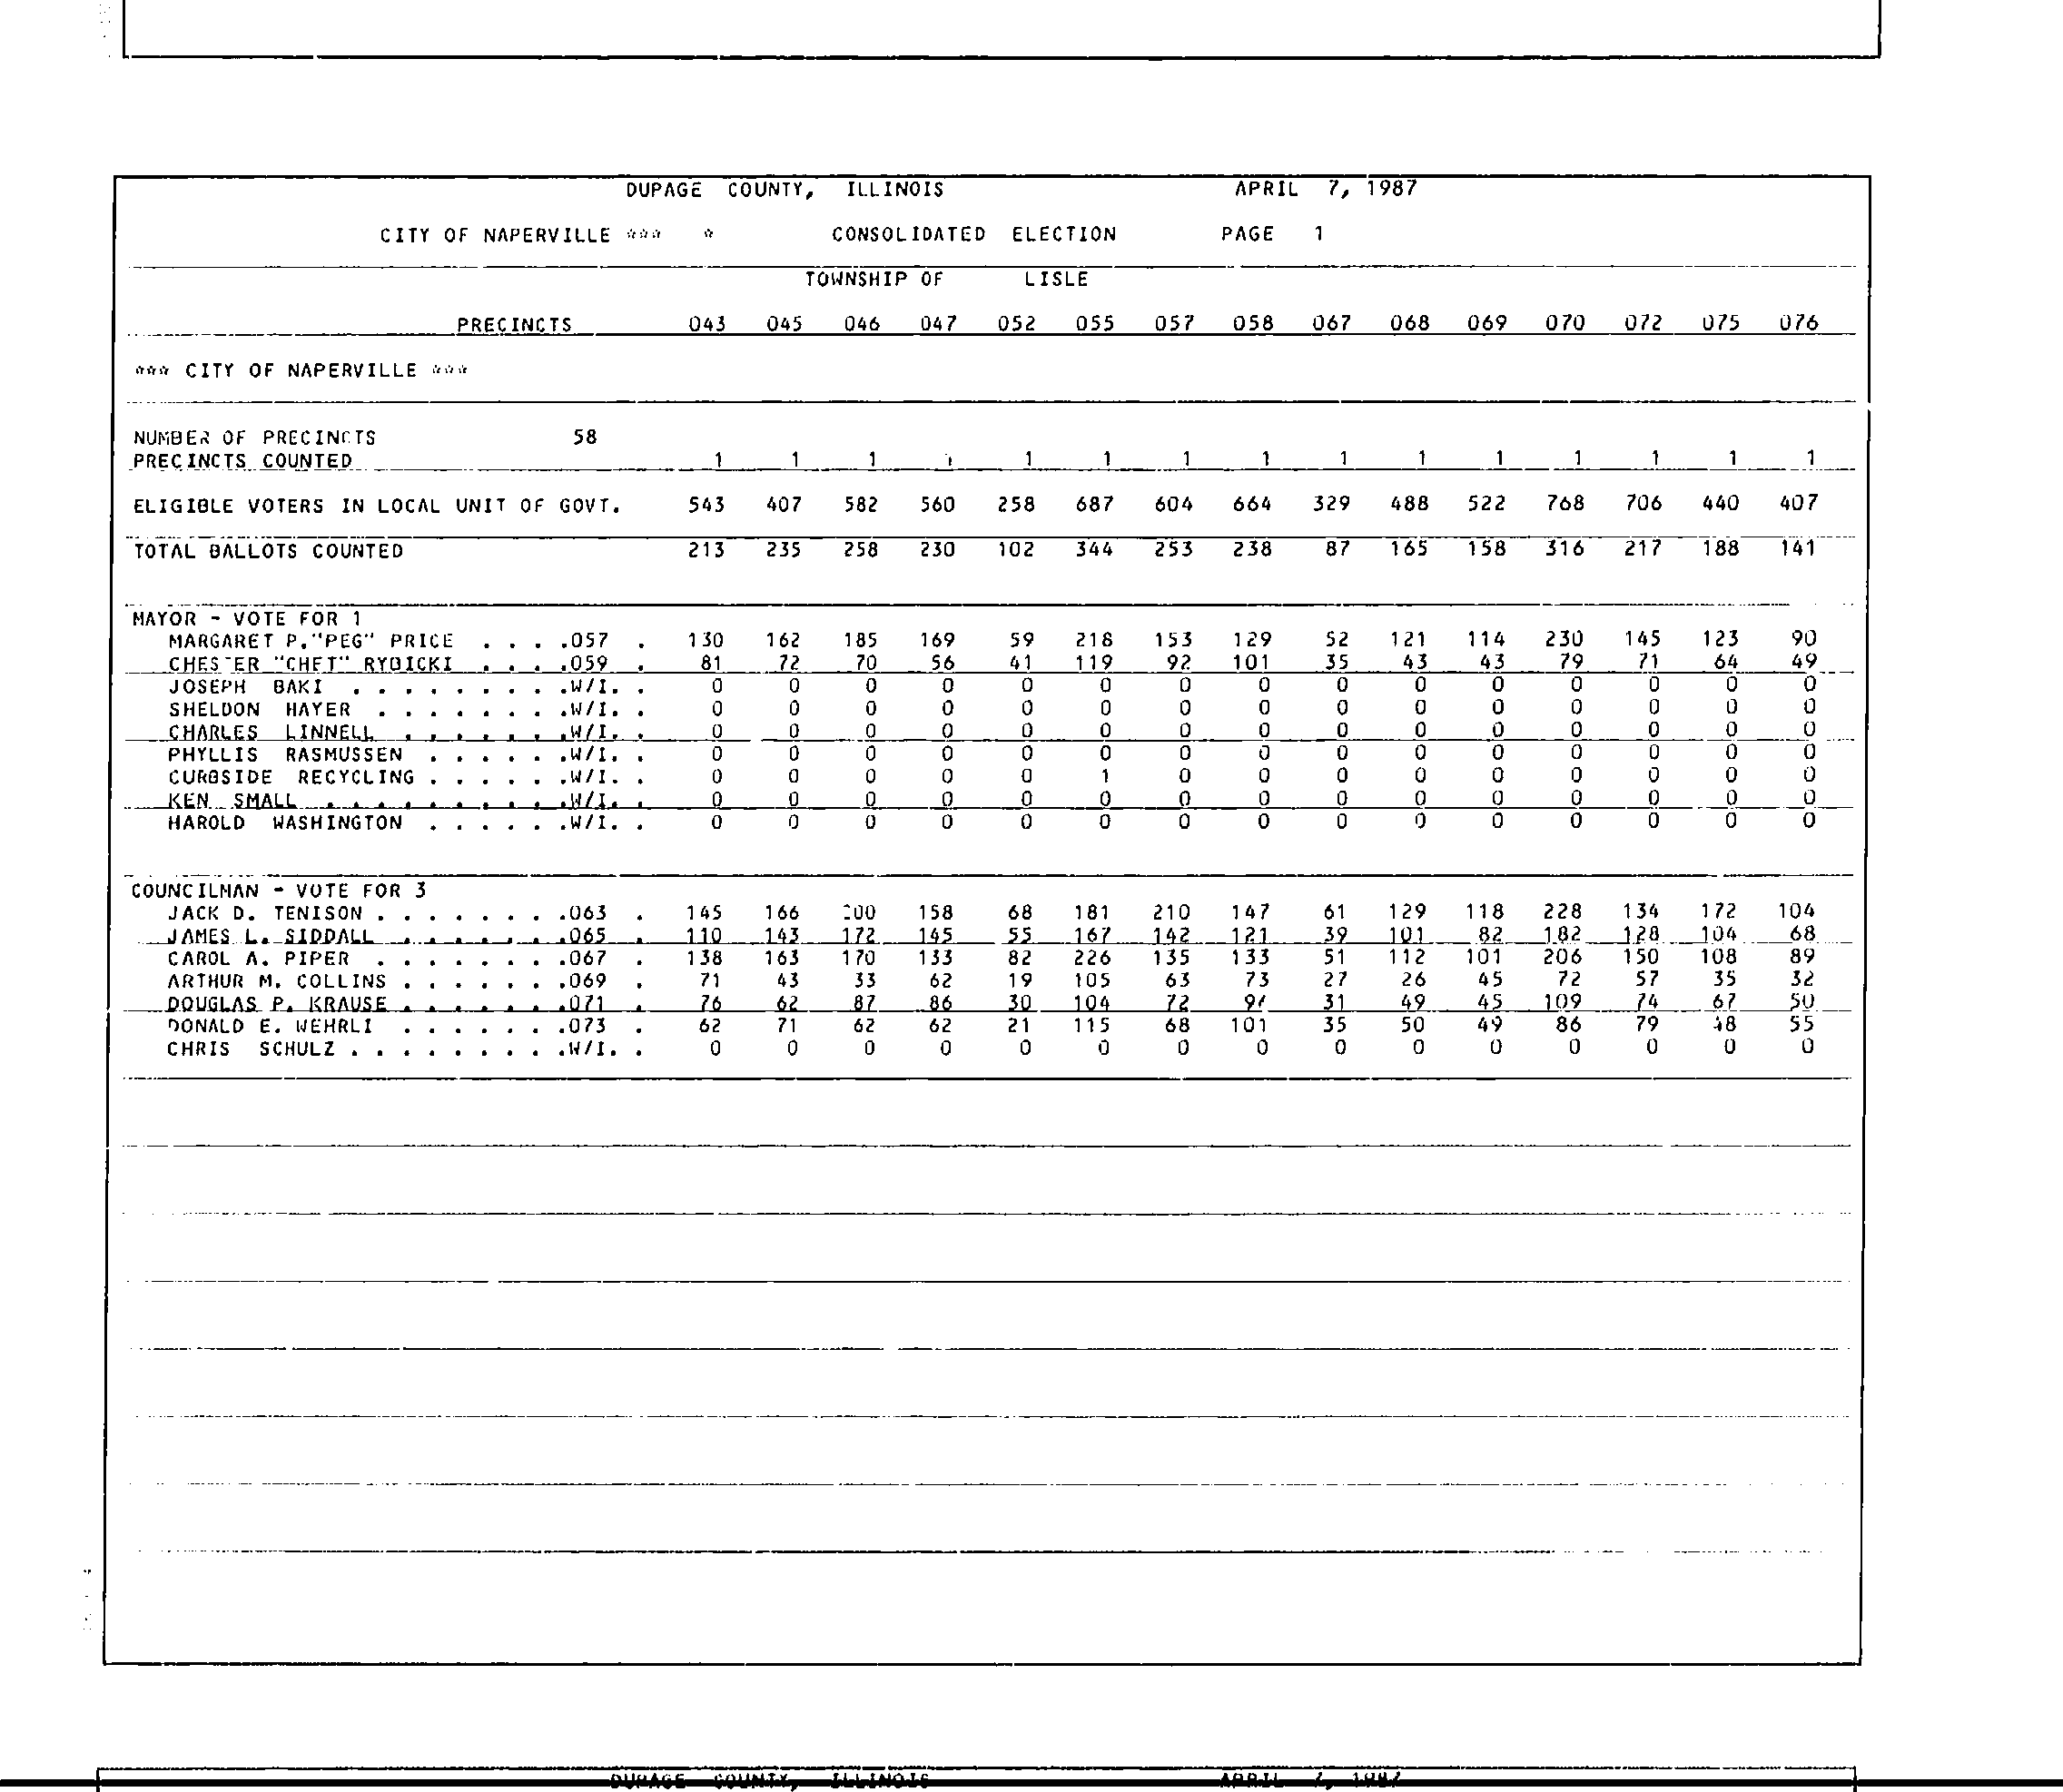 DUPAGE COUNTY, ILLINOIS APRIL 7, 1987
CITY OF NAPERVILLE *** * CONSOLIDATED ELECTION PAGE 1
TOWNSHIP OF LISLE
PRECINCTS 043 045 046 047 052 055 057 058 067 068 069 070 072 075 076
*** CITY OF NAPERVILLE ***
NUMBER OF PRECINCTS 58
PRECINCTS COUNTED 1 1 1 1 1 1 1 1 1 1 1 1 1 1 1
ELIGIBLE VOTERS IN LOCAL UNIT OF GOVT. 543 407 582 560 258 687 604 664 329 488 522 768 706 440 407
TOTAL BALLOTS COUNTED 213 235 258 230 102 344 253 238 87 165 158 316 217 188 141
MAYOR - VOTE FOR 1
MARGARET P."PEG" PRICE . . . .057 . 130 162 185 169 59 218 153 129 52 121 114 230 145 123 90
CHESTER "CHET" RYBICKI . . . .059 . 81 72 70 56 41 119 92 101 35 43 43 79 71 64 49
JOSEPH BAKI . . . . . . . . .W/I. . 0 0 0 0 0 0 0 0 0 0 0 0 0 0 0
SHELDON HAYER . . . . . . . .W/I. . 0 0 0 0 0 0 0 0 0 0 0 0 0 0 0
CHARLES LINNELL . . . . . . .W/I. . 0 0 0 0 0 0 0 0 0 0 0 0 0 0 0
PHYLLIS RASMUSSEN . . . . . .W/I. . 0 0 0 0 0 0 0 0 0 0 0 0 0 0 0
CURBSIDE RECYCLING . . . . . .W/I. . 0 0 0 0 0 1 0 0 0 0 0 0 0 0 0
KEN SMALL . . . . . . . . . .W/I. . 0 0 0 0 0 0 0 0 0 0 0 0 0 0 0
HAROLD WASHINGTON . . . . . .W/I. . 0 0 0 0 0 0 0 0 0 0 0 0 0 0 0
COUNCILMAN - VOTE FOR 3
JACK D. TENISON . . . . . . . .063 . 145 166 158 68 181 210 147 61 129 118 228 134 172 104
JAMES L. SIDDALL . . . . . . .065 . 110 143 172 145 55 167 142 121 39 101 82 182 128 104 68
CAROL A. PIPER . . . . . . . .067 . 138 163 170 133 82 226 135 133 51 112 101 206 150 108 89
ARTHUR M. COLLINS . . . . . . .069 . 71 43 33 62 19 105 63 73 27 26 45 72 57 35 32
DOUGLAS P. KRAUSE . . . . . . .071 . 76 62 87 86 30 104 72 31 49 45 109 74 67 50
DONALD E. WEHRLI . . . . . . .073 . 62 71 62 62 21 115 68 101 35 50 49 86 79 55
CHRIS SCHULZ . . . . . . . . .W/I. . 0 0 0 0 0 0 0 0 0 0 0 0 0 0 0
DUPAGE COUNTY, ILLINOIS APRIL 7, 1987